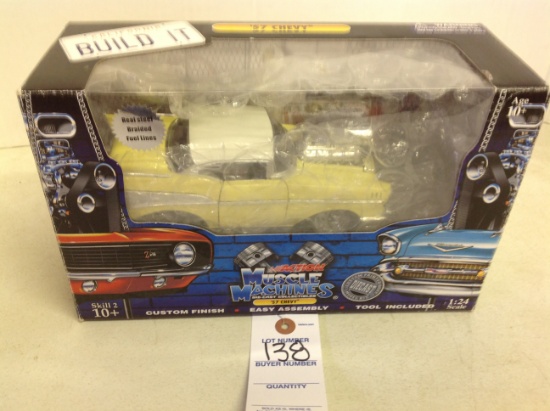 BUILD IT
'57 CHEVY
Real Steel
Braided
Fuel Lines
Age
10+
MUSCLE
MACHINES
'57 CHEVY
Skill 2
10+
CUSTOM FINISH • EASY ASSEMBLY • TOOL INCLUDED
1:24
Scale
LOT NUMBER
138
BUYER NUMBER
QUANTITY